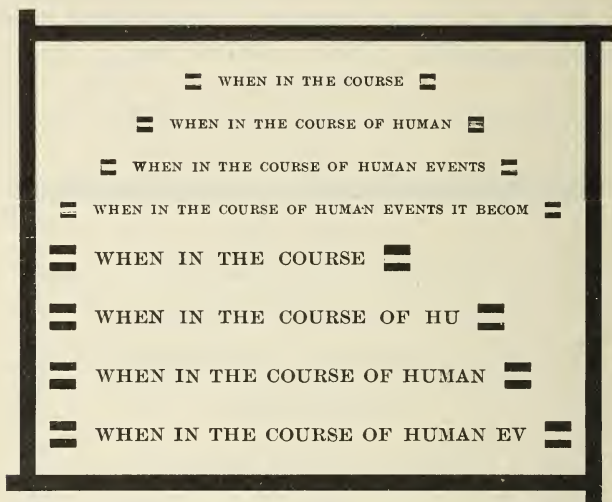 WHEN IN THE COURSE
WHEN IN THE COURSE OF HUMAN
WHEN IN THE COURSE OF HUMAN EVENTS
WHEN IN THE COURSE OF HUMAN EVENTS IT BECOM
WHEN IN THE COURSE
WHEN IN THE COURSE OF HU
WHEN IN THE COURSE OF HUMAN
WHEN IN THE COURSE OF HUMAN EV